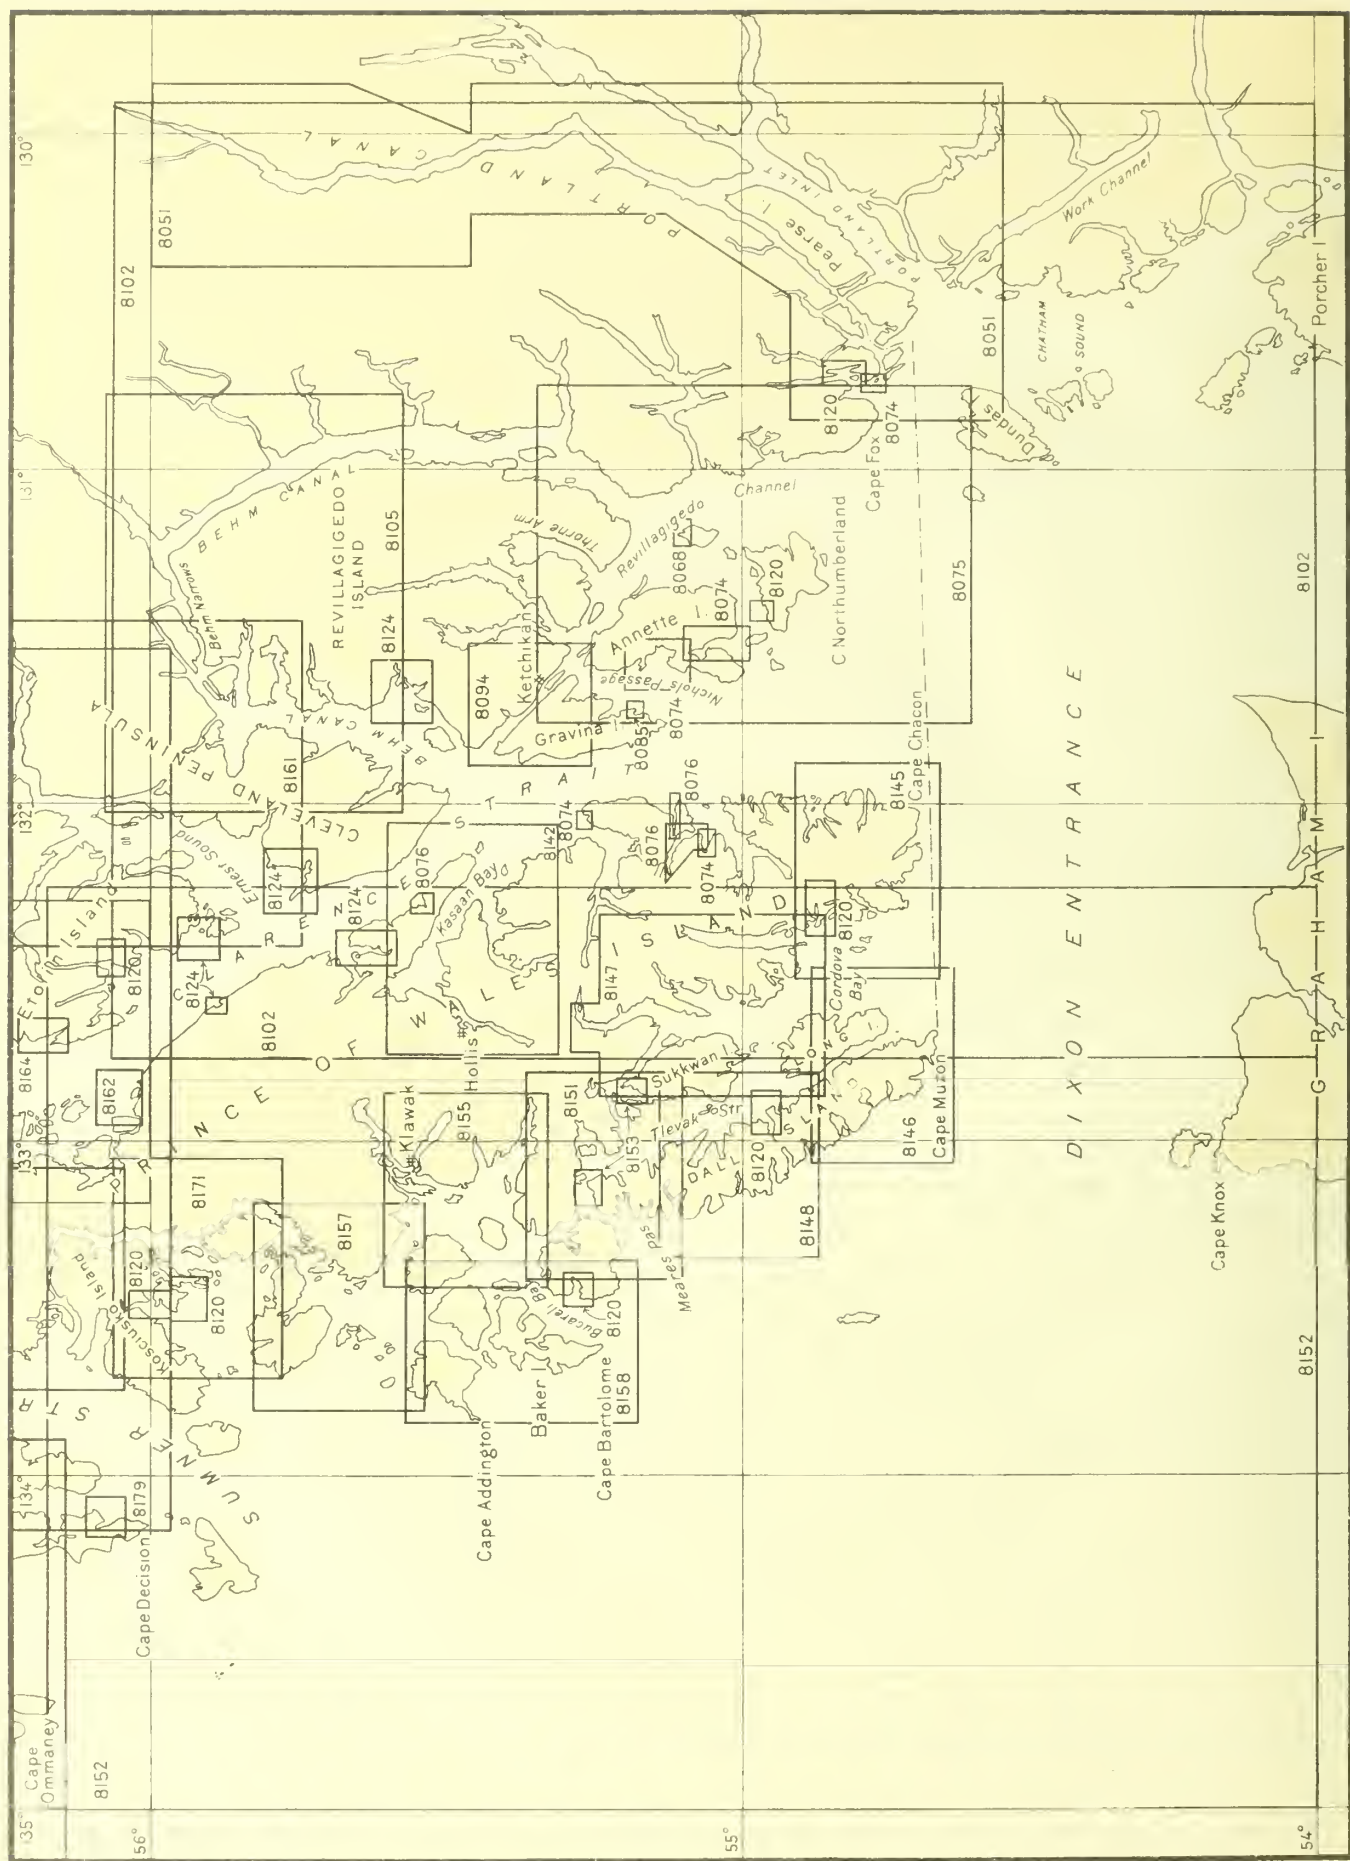 135°
134°
133°
132°
131°
130°
56°
55°
54°
Cape
Ommaney
8152
Cape Decision
8179
SUMNER
STR
Kosciusko Island
8120
8120
8171
8162
8164
Etolin Island
8120
8124
8124
8124
Ernest Sound
CLEVELAND PENINSULA
8161
BEHM CANAL
Behm Narrows
BEHM CANAL
REVILLAGIGEDO
ISLAND
8105
8124
8102
8051
PORTLAND CANAL
8102
CLARENCE
STRAIT
PRINCE
OF
WALES
ISLAND
8157
Klawak
Hollis
8155
8076
Kasaan Bay
8142
8094
Ketchikan
Gravina I
Thorne Arm
Revillagigedo
Channel
Annette I
Nichols Passage
8085
8074
8074
8068
8074
8120
C Northumberland
8075
8076
8076
8074
8147
8151
8153
Sukkwan I
Tlevak
DALL
8120
LONG
ISLAND
Meares Pas
Bucareli Ba
8120
Cape Addington
Baker I
Cape Bartolome
8158
8148
8146
Cape Muzon
Cordova
Bay
8120
8145
Cape Chacon
Pearse I
PORTLAND INLET
8120
8074
Cape Fox
8051
Dundas I
Work Channel
CHATHAM
SOUND
Porcher I
DIXON ENTRANCE
Cape Knox
GRAHAM I
8102
8152